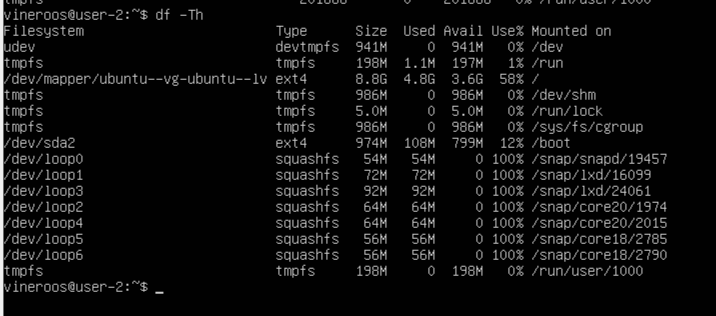 tmpfs 201888 0 201888 0% /run/user/1000
vineroos@user-2:~$ df -Th
Filesystem Type Size Used Avail Use% Mounted on
udev devtmpfs 941M 0 941M 0% /dev
tmpfs tmpfs 198M 1.1M 197M 1% /run
/dev/mapper/ubuntu--vg-ubuntu--lv ext4 8.8G 4.8G 3.6G 58% /
tmpfs tmpfs 986M 0 986M 0% /dev/shm
tmpfs tmpfs 5.0M 0 5.0M 0% /run/lock
tmpfs tmpfs 986M 0 986M 0% /sys/fs/cgroup
/dev/sda2 ext4 974M 108M 799M 12% /boot
/dev/loop0 squashfs 54M 54M 0 100% /snap/snapd/19457
/dev/loop1 squashfs 72M 72M 0 100% /snap/lxd/16099
/dev/loop3 squashfs 92M 92M 0 100% /snap/lxd/24061
/dev/loop2 squashfs 64M 64M 0 100% /snap/core20/1974
/dev/loop4 squashfs 64M 64M 0 100% /snap/core20/2015
/dev/loop5 squashfs 56M 56M 0 100% /snap/core18/2785
/dev/loop6 squashfs 56M 56M 0 100% /snap/core18/2790
tmpfs tmpfs 198M 0 198M 0% /run/user/1000
vineroos@user-2:~$ _